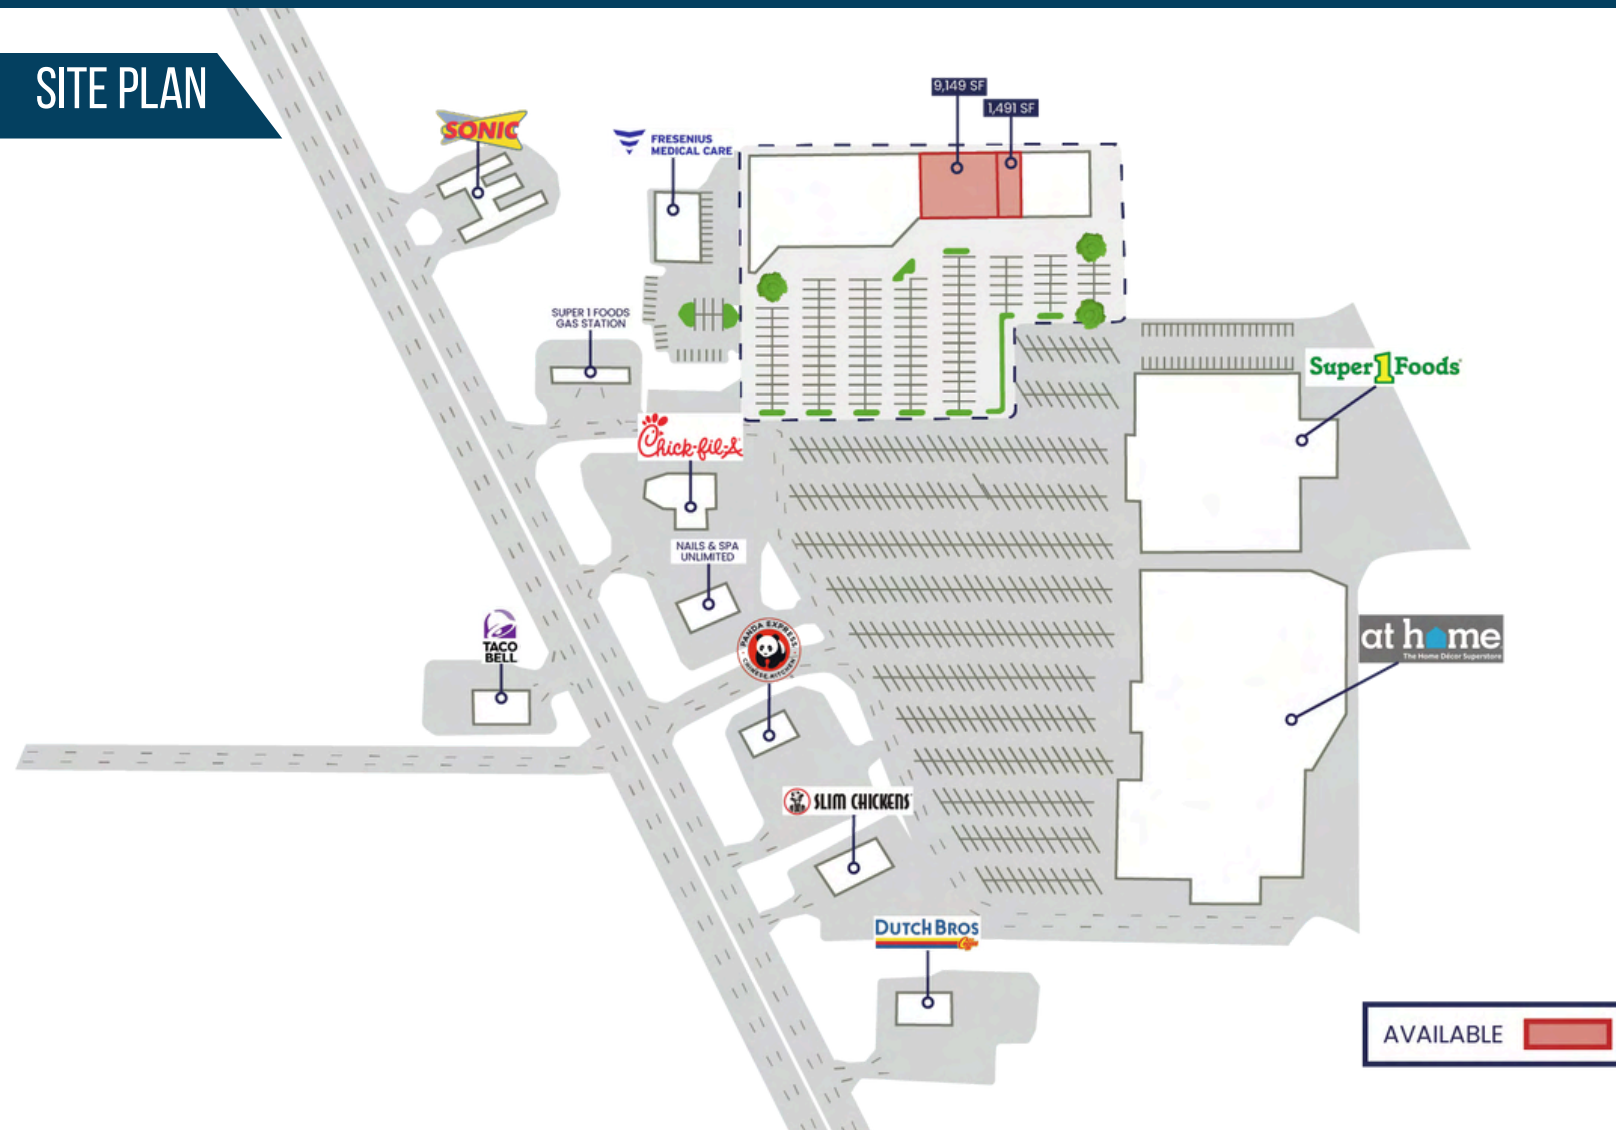 SITE PLAN
9,149 SF
1,491 SF
SONIC
FRESENIUS
MEDICAL CARE
SUPER 1 FOODS
GAS STATION
Super 1 Foods
Chick-fil-A
NAILS & SPA
UNLIMITED
TACO
BELL
PANDA EXPRESS
CHINESE KITCHEN
at home
The Home Décor Superstore
SLIM CHICKENS
DUTCH BROS
AVAILABLE